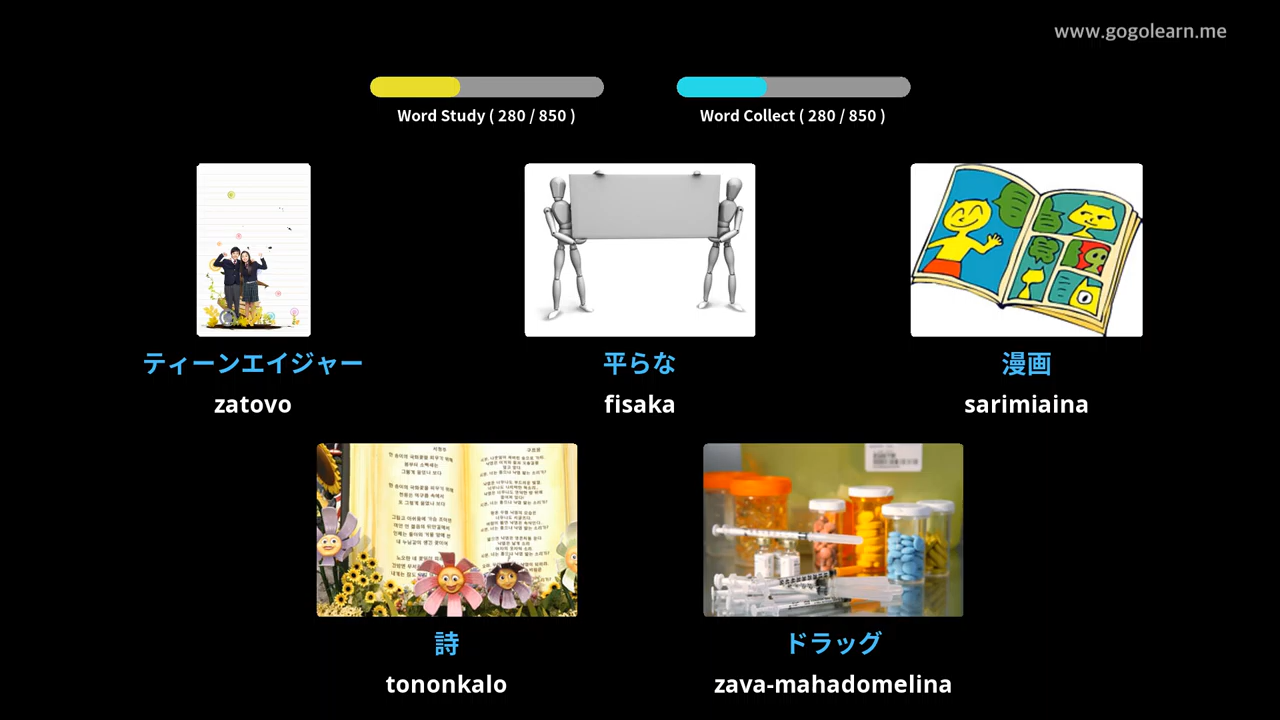 www.gogolearn.me
Word Study ( 280 / 850 )
Word Collect ( 280 / 850 )
ティーンエイジャー
zatovo
平らな
fisaka
漫画
sarimiaina
詩
tononkalo
ドラッグ
zava-mahadomelina